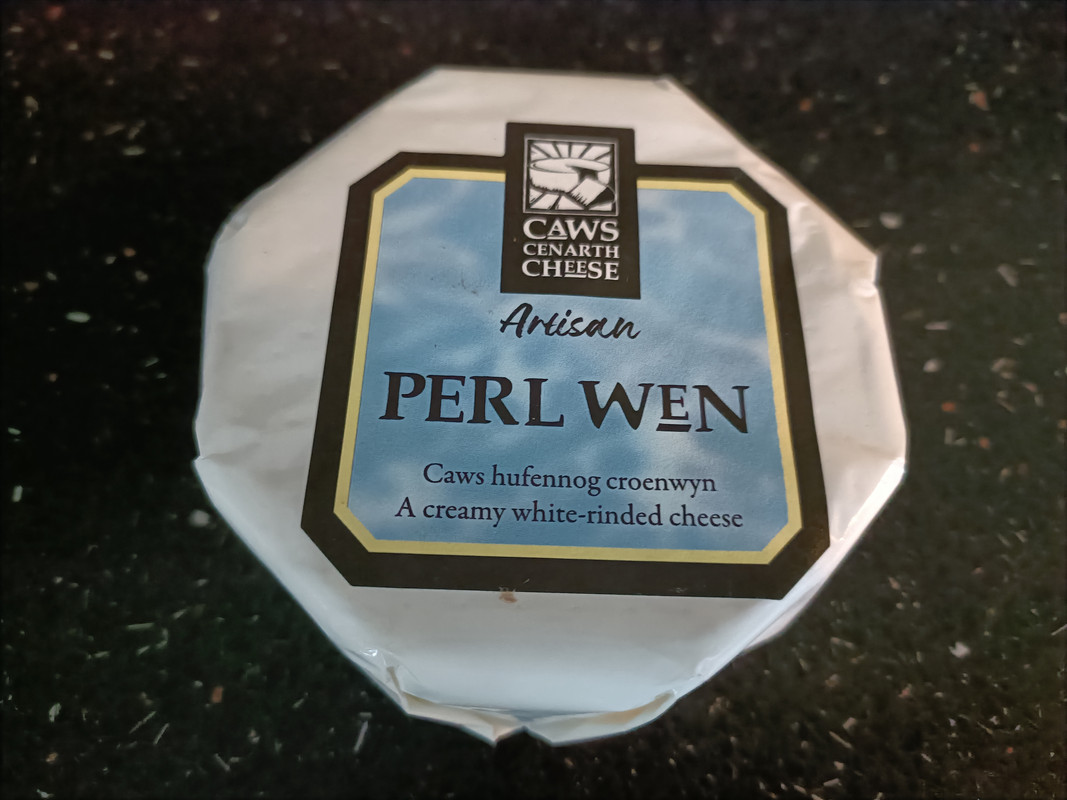 CAWS
CENARTH
CHEESE
Artisan
PERL WEN
Caws hufennog croenwyn
A creamy white-rinded cheese